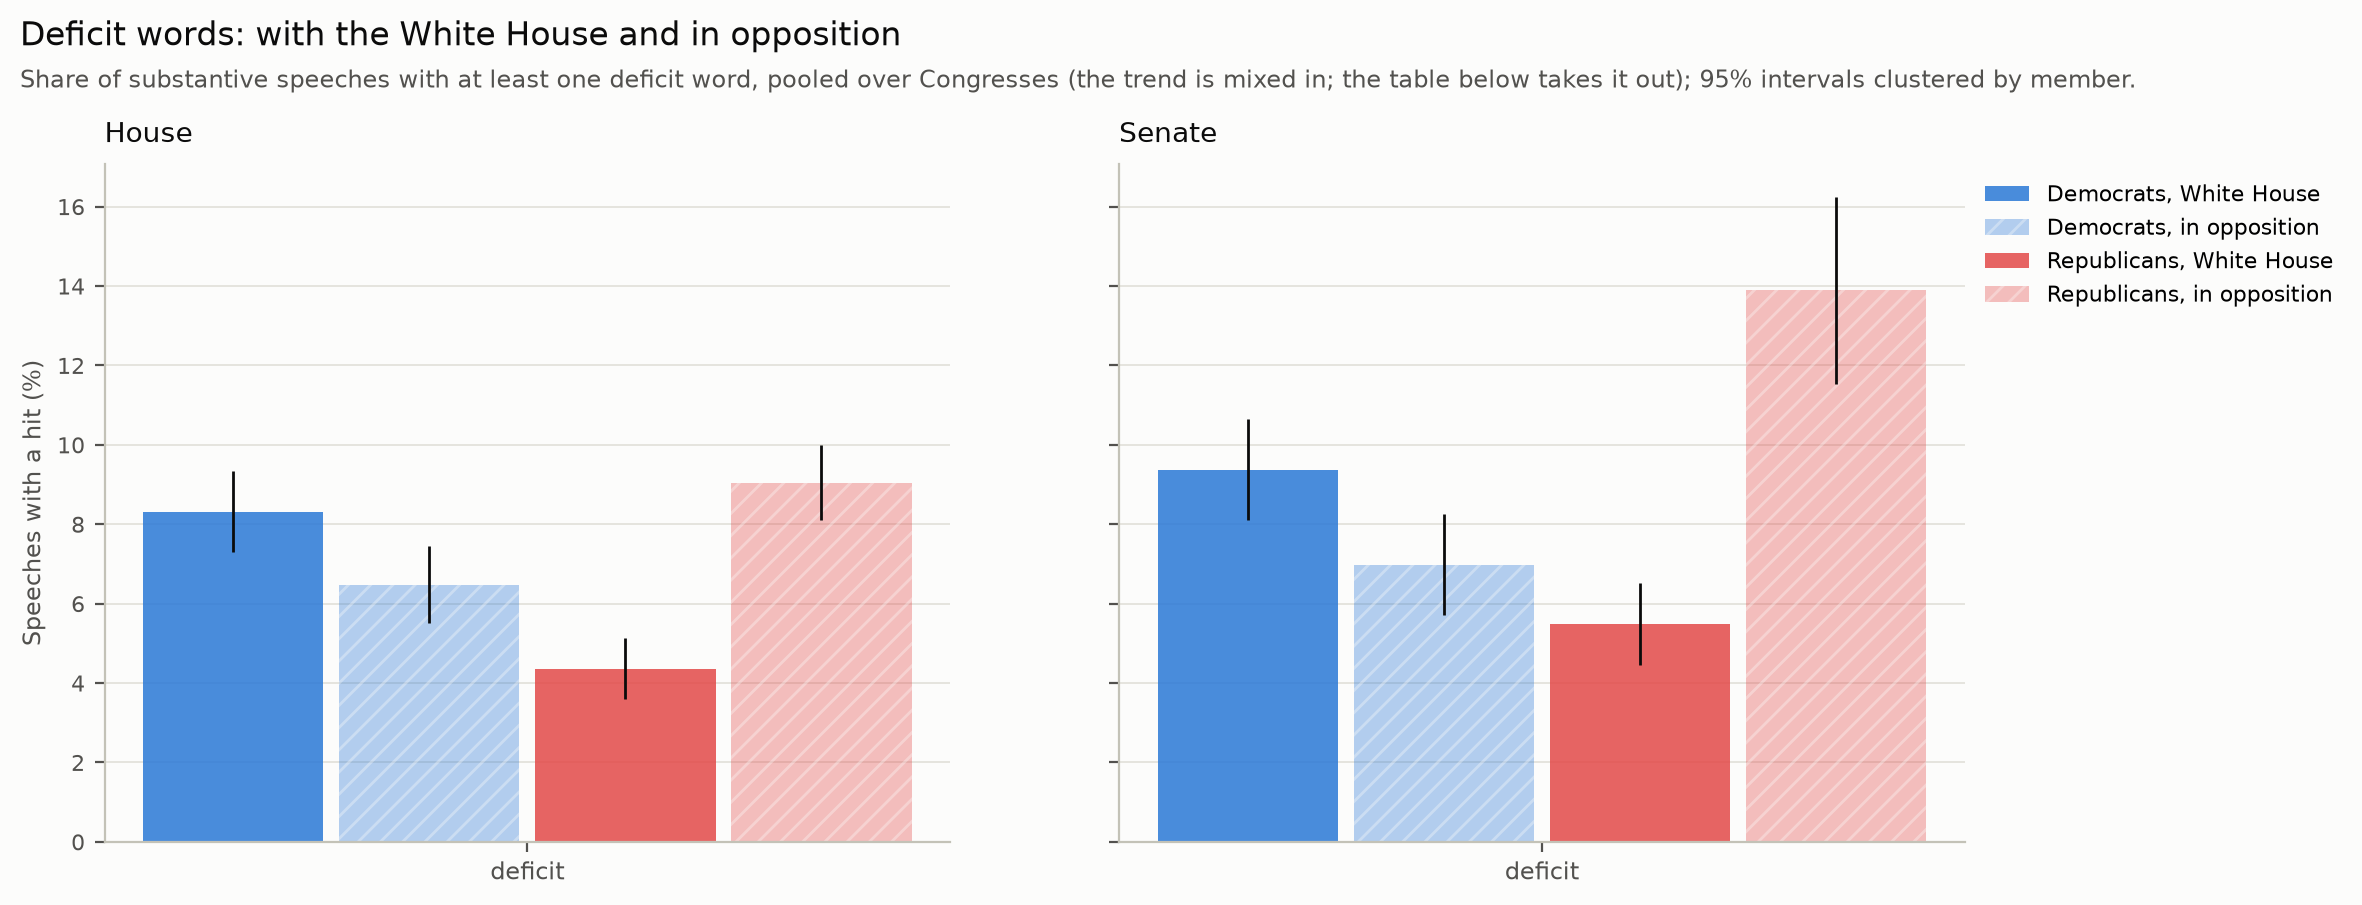 Deficit words: with the White House and in opposition
Share of substantive speeches with at least one deficit word, pooled over Congresses (the trend is mixed in; the table below takes it out); 95% intervals clustered by member.
House
Senate
Speeches with a hit (%)
16
14
12
10
8
6
4
2
0
deficit
deficit
Democrats, White House
Democrats, in opposition
Republicans, White House
Republicans, in opposition